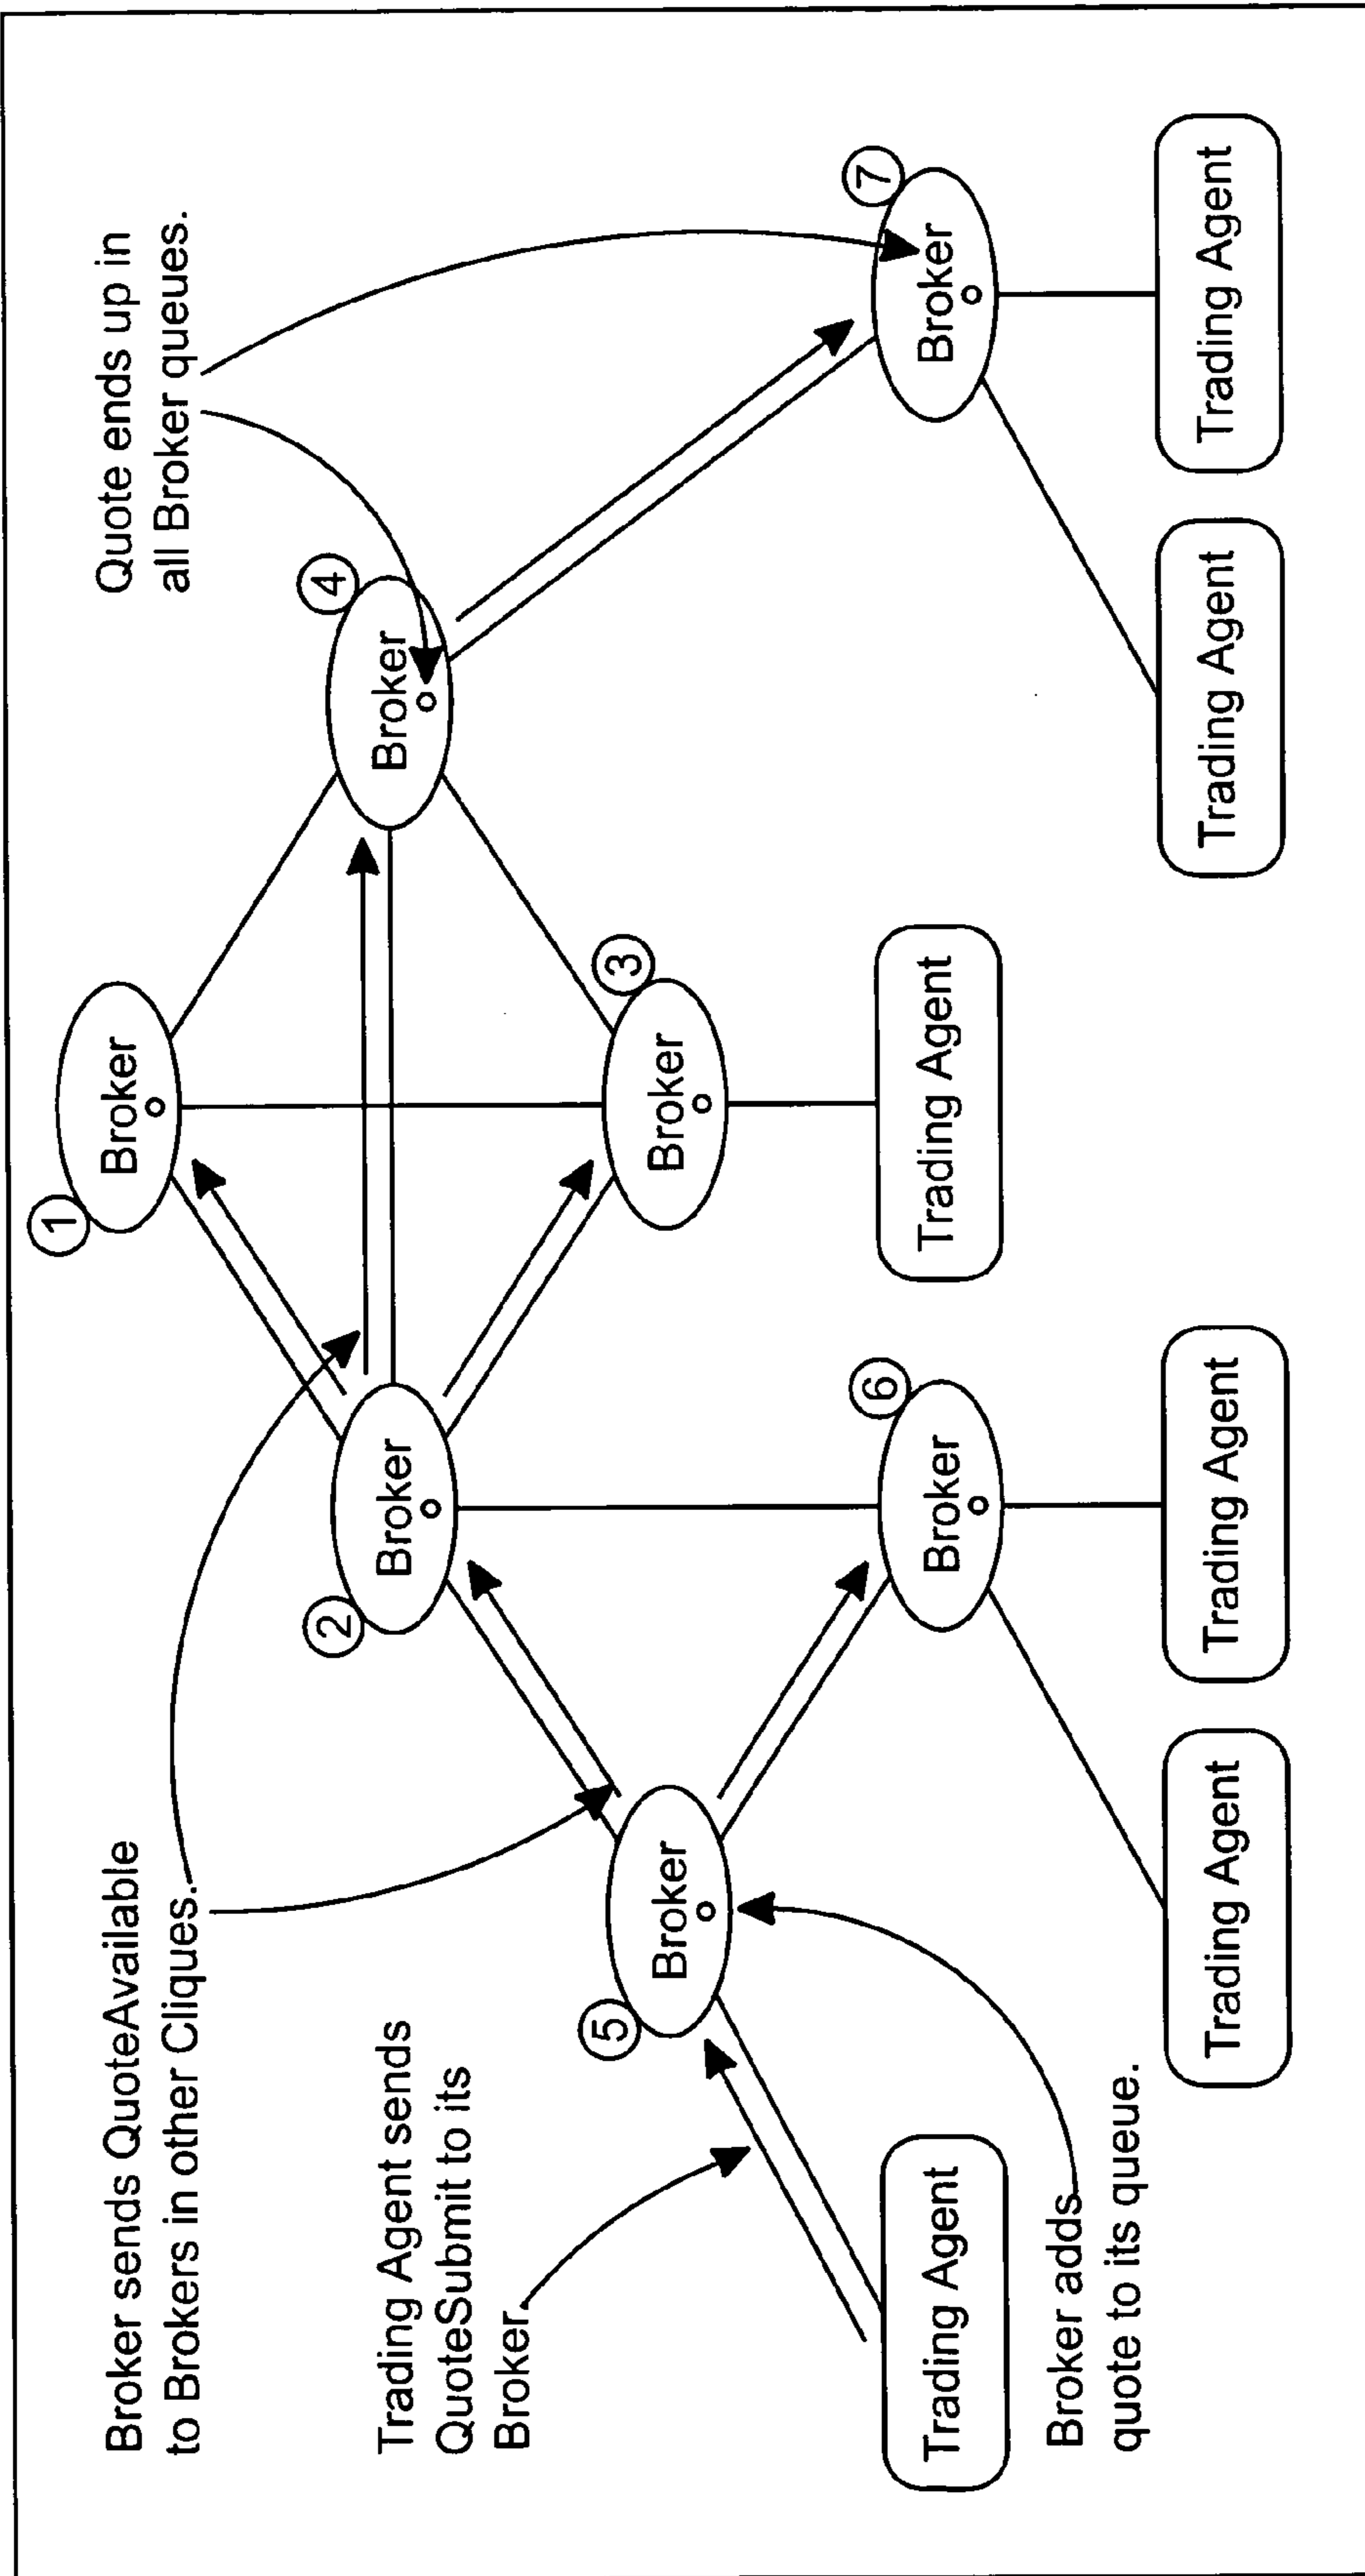 Broker sends QuoteAvailable
to Brokers in other Cliques.
Quote ends up in
all Broker queues.
1
Broker
2
Broker
4
Broker
Trading Agent sends
QuoteSubmit to its
Broker.
5
Broker
3
Broker
6
Broker
7
Broker
Trading Agent
Trading Agent
Broker adds
quote to its queue.
Trading Agent
Trading Agent
Trading Agent
Trading Agent